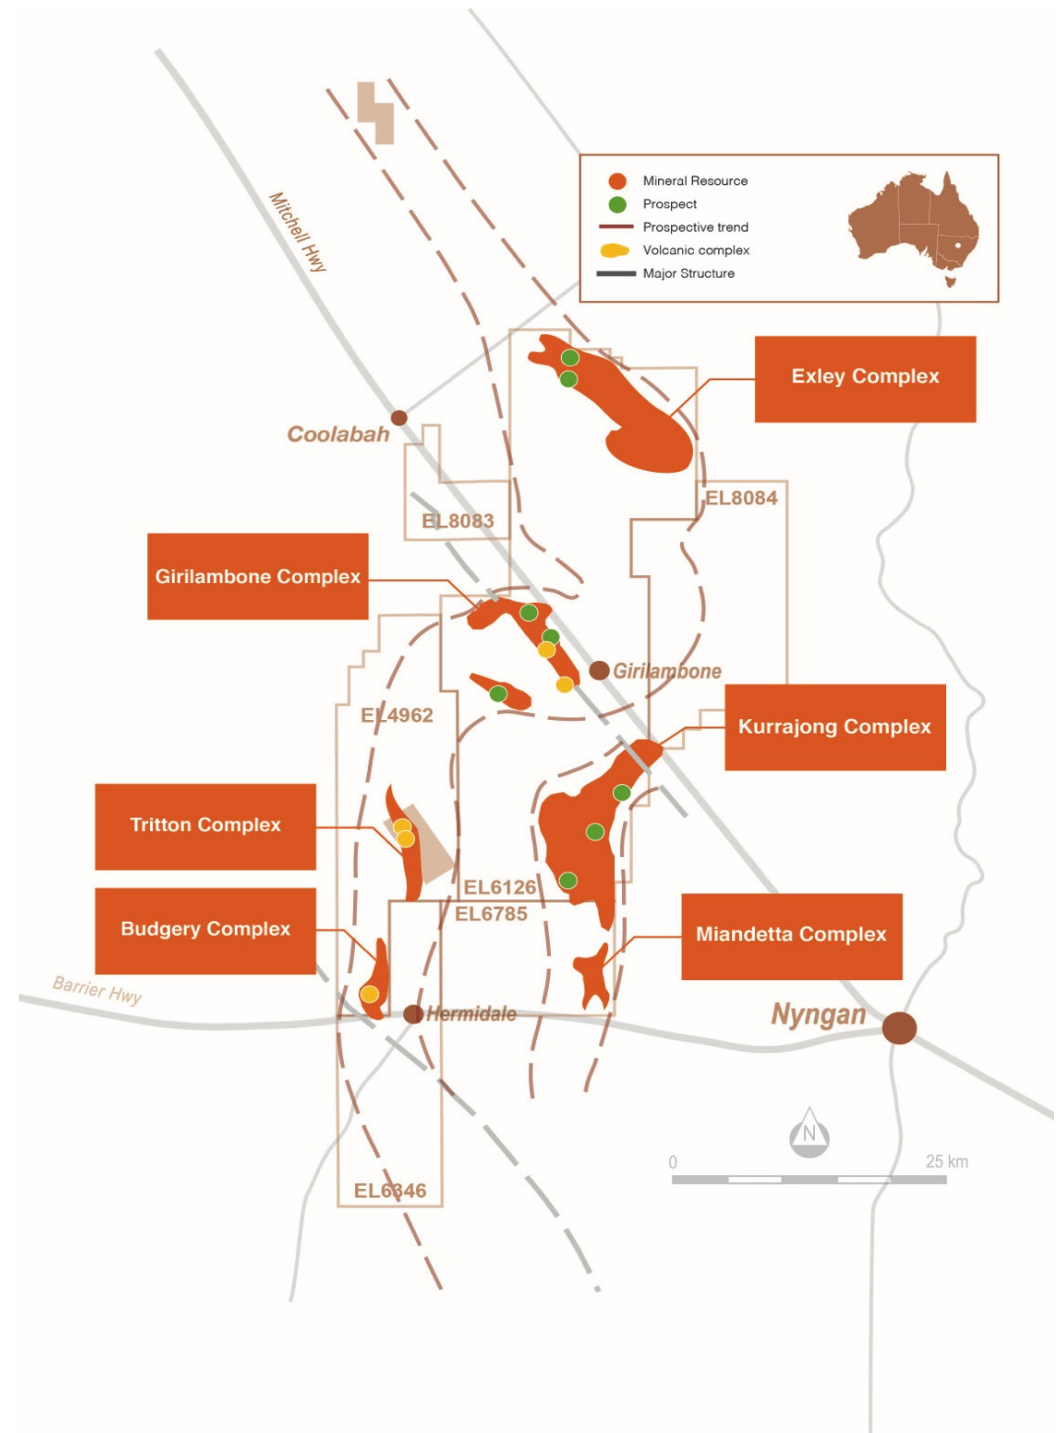 Mitchell Hwy
Mineral Resource
Prospect
Prospective trend
Volcanic complex
Major Structure
Exley Complex
Coolabah
EL8084
EL8083
Girilambone Complex
Girilambone
EL4962
Kurrajong Complex
Tritton Complex
EL6126
EL6785
Budgery Complex
Miandetta Complex
Barrier Hwy
Hermidale
Nyngan
N
0 25 km
EL6346